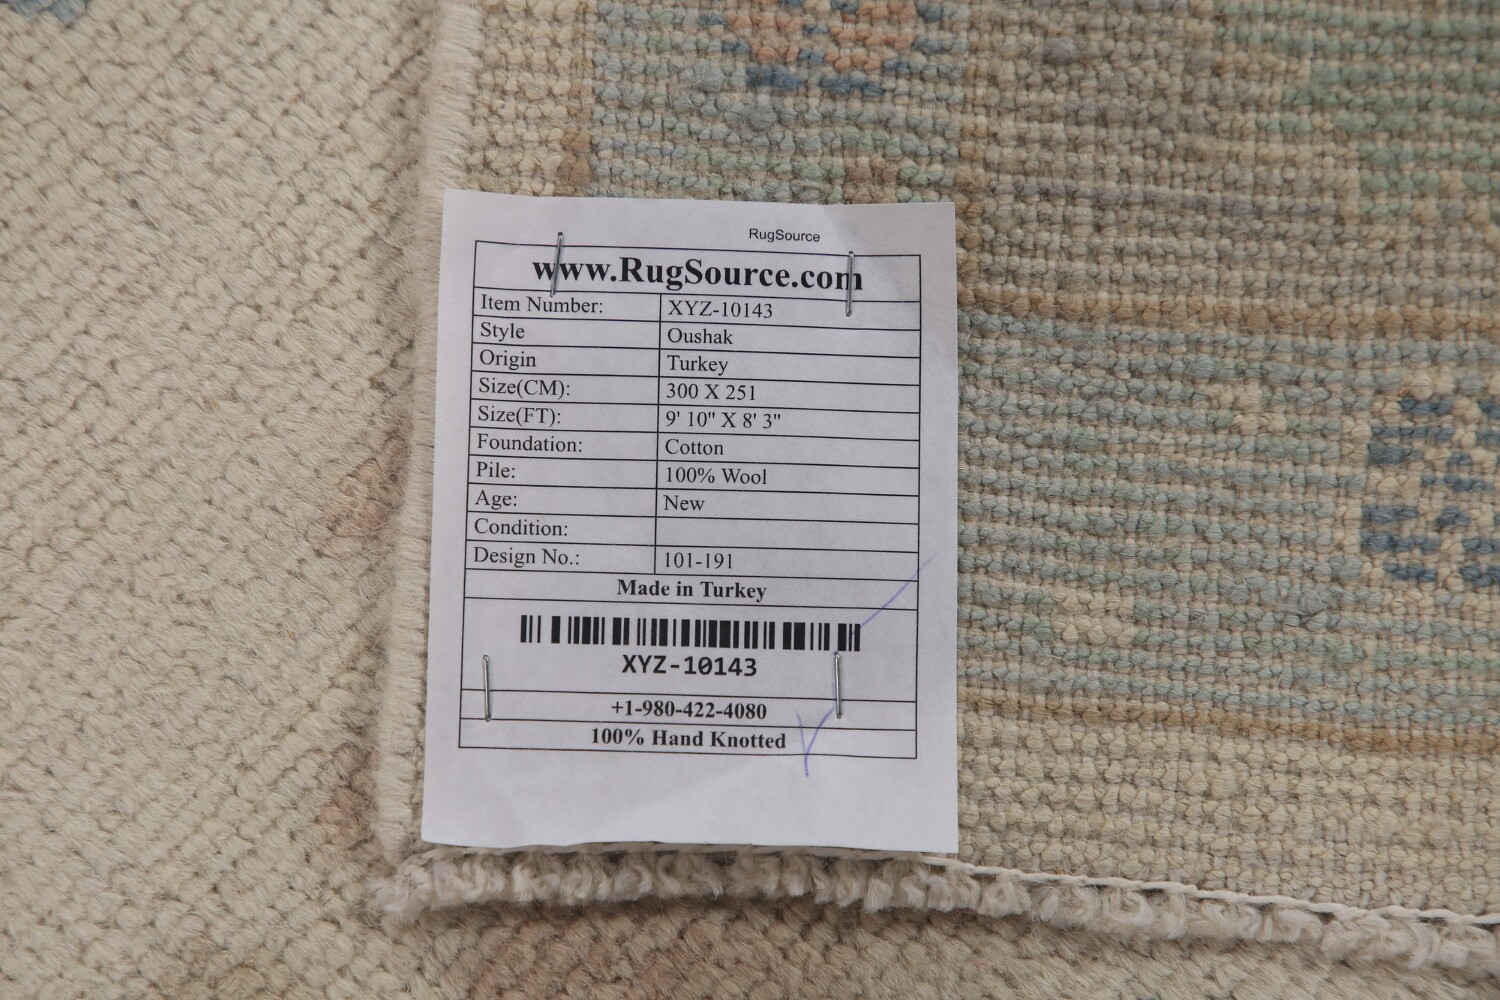 RugSource
www.RugSource.com
Item Number: XYZ-10143
Style Oushak
Origin Turkey
Size(CM): 300 X 251
Size(FT): 9' 10" X 8' 3"
Foundation: Cotton
Pile: 100% Wool
Age: New
Condition:
Design No.: 101-191
Made in Turkey
XYZ-10143
+1-980-422-4080
100% Hand Knotted